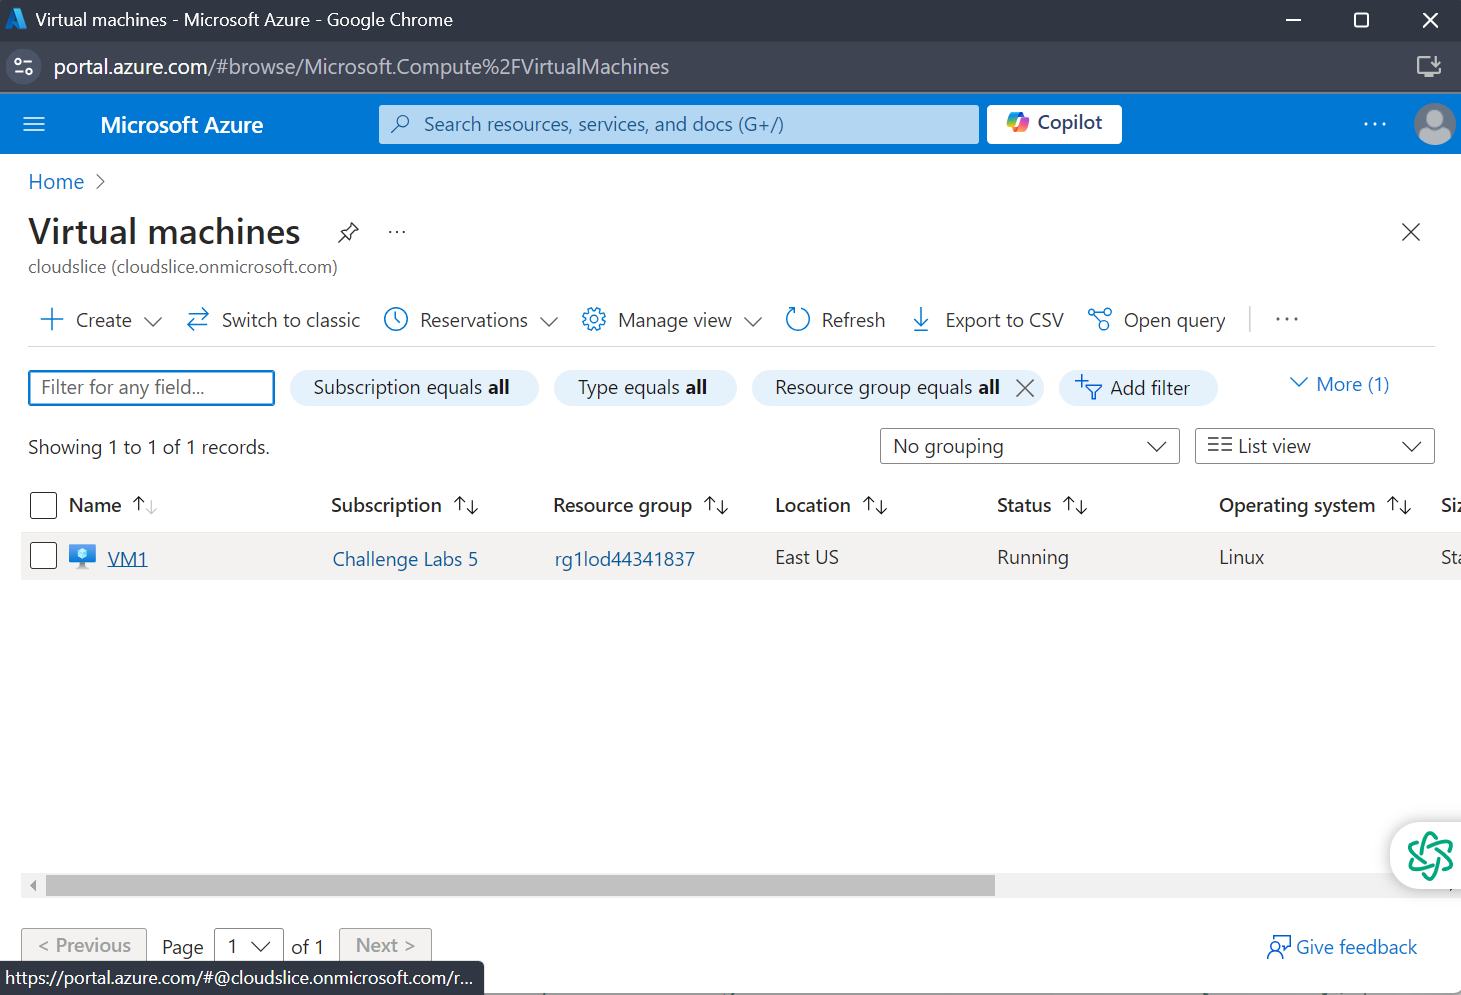 Virtual machines - Microsoft Azure - Google Chrome
portal.azure.com/#browse/Microsoft.Compute%2FVirtualMachines
Microsoft Azure
Search resources, services, and docs (G+/)
Copilot
Home
Virtual machines
cloudslice (cloudslice.onmicrosoft.com)
Create Switch to classic Reservations Manage view Refresh Export to CSV Open query
Filter for any field... Subscription equals all Type equals all Resource group equals all Add filter More (1)
Showing 1 to 1 of 1 records. No grouping List view
Name Subscription Resource group Location Status Operating system Siz
VM1 Challenge Labs 5 rg1lod44341837 East US Running Linux Sta
< Previous Page 1 of 1 Next > Give feedback
https://portal.azure.com/#@cloudslice.onmicrosoft.com/r...